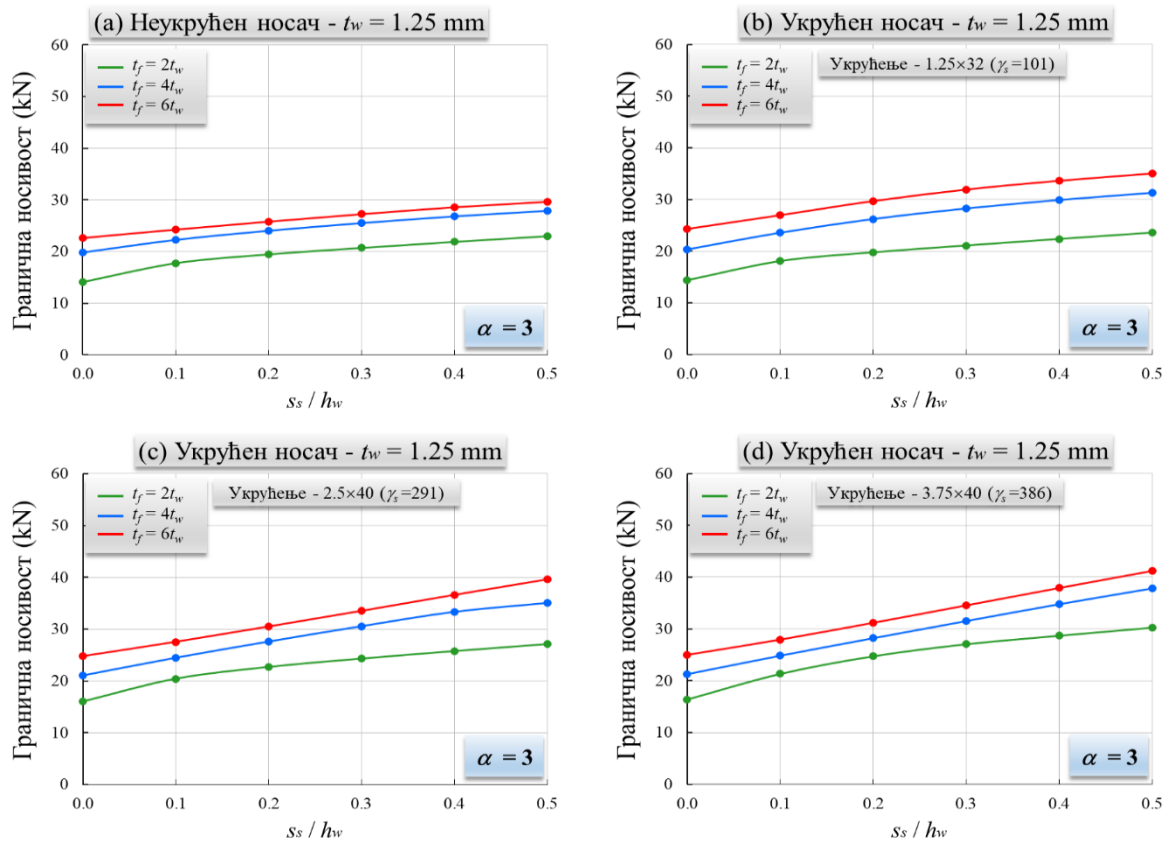 (a) Неукрућен носач - tw = 1.25 mm
tf = 2tw
tf = 4tw
tf = 6tw
Гранична носивост (kN)
60
50
40
30
20
10
0
α = 3
0.0 0.1 0.2 0.3 0.4 0.5
ss / hw
(b) Укрућен носач - tw = 1.25 mm
tf = 2tw
tf = 4tw
tf = 6tw
Укрућење - 1.25×32 (γs=101)
Гранична носивост (kN)
60
50
40
30
20
10
0
α = 3
0.0 0.1 0.2 0.3 0.4 0.5
ss / hw
(c) Укрућен носач - tw = 1.25 mm
tf = 2tw
tf = 4tw
tf = 6tw
Укрућење - 2.5×40 (γs=291)
Гранична носивост (kN)
60
50
40
30
20
10
0
α = 3
0.0 0.1 0.2 0.3 0.4 0.5
ss / hw
(d) Укрућен носач - tw = 1.25 mm
tf = 2tw
tf = 4tw
tf = 6tw
Укрућење - 3.75×40 (γs=386)
Гранична носивост (kN)
60
50
40
30
20
10
0
α = 3
0.0 0.1 0.2 0.3 0.4 0.5
ss / hw